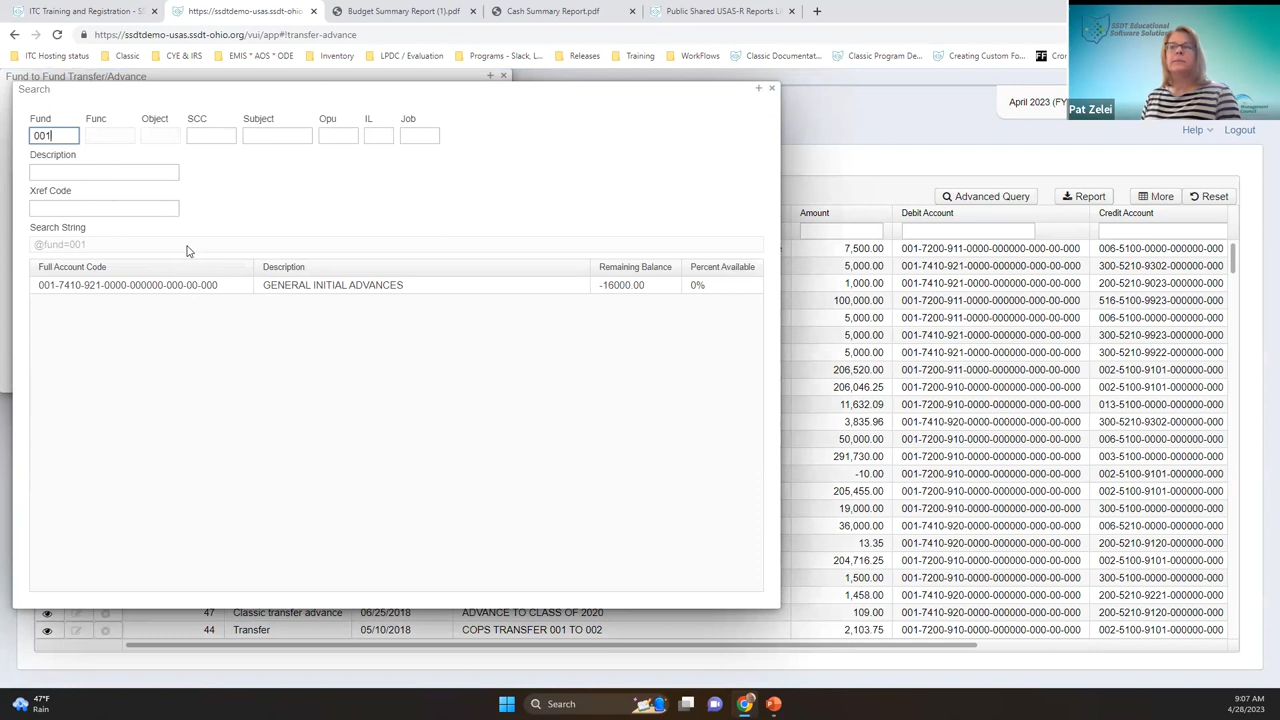 IT ITC Training and Registration - S × https://ssdtdemo-usas.ssdt-ohio × Budget Summary Report (1).pdf × Cash Summary Report.pdf × Public Shared USAS-R Reports Li × +
https://ssdtdemo-usas.ssdt-ohio.org/vui/app#!transfer-advance
ITC Hosting status Classic CYE & IRS EMIS * AOS * ODE Inventory LPDC / Evaluation Programs - Slack, L... Releases Training WorkFlows Classic Documentat... Classic Program De... Creating Custom Fo...
SSDT Educational
Software Solution
Pat Zelei
Fund to Fund Transfer/Advance + ×
Search + ×
April 2023 (FY
Help Logout
Fund Func Object SCC Subject Opu IL Job
001
Description
Xref Code
Search String
@fund=001
Full Account Code Description Remaining Balance Percent Available
001-7410-921-0000-000000-000-00-000 GENERAL INITIAL ADVANCES -16000.00 0%
Advanced Query Report More Reset
Amount Debit Account Credit Account
7,500.00 001-7200-911-0000-000000-000-00-000 006-5100-0000-000000-000
5,000.00 001-7410-921-0000-000000-000-00-000 300-5210-9302-000000-000
1,000.00 001-7410-921-0000-000000-000-00-000 200-5210-9023-000000-000
100,000.00 001-7200-911-0000-000000-000-00-000 516-5100-9923-000000-000
5,000.00 001-7200-911-0000-000000-000-00-000 006-5100-0000-000000-000
5,000.00 001-7410-921-0000-000000-000-00-000 300-5210-9923-000000-000
5,000.00 001-7410-921-0000-000000-000-00-000 300-5210-9922-000000-000
206,520.00 001-7200-911-0000-000000-000-00-000 002-5100-9101-000000-000
206,046.25 001-7200-910-0000-000000-000-00-000 002-5100-9101-000000-000
11,632.09 001-7200-910-0000-000000-000-00-000 013-5100-9101-000000-000
3,835.96 001-7410-920-0000-000000-000-00-000 300-5210-9302-000000-000
50,000.00 001-7200-910-0000-000000-000-00-000 006-5100-0000-000000-000
291,730.00 001-7200-910-0000-000000-000-00-000 003-5100-0000-000000-000
-10.00 001-7200-910-0000-000000-000-00-000 002-5100-9101-000000-000
205,455.00 001-7200-910-0000-000000-000-00-000 002-5100-9101-000000-000
19,000.00 001-7200-910-0000-000000-000-00-000 300-5100-0000-000000-000
36,000.00 001-7410-920-0000-000000-000-00-000 006-5210-0000-000000-000
13.35 001-7410-920-0000-000000-000-00-000 200-5210-9120-000000-000
204,716.25 001-7200-910-0000-000000-000-00-000 002-5100-9101-000000-000
1,500.00 001-7200-910-0000-000000-000-00-000 300-5100-0000-000000-000
1,458.00 001-7410-920-0000-000000-000-00-000 200-5210-9221-000000-000
47 Classic transfer advance 06/25/2018 ADVANCE TO CLASS OF 2020 109.00 001-7410-920-0000-000000-000-00-000 200-5210-9120-000000-000
44 Transfer 05/10/2018 COPS TRANSFER 001 TO 002 2,103.75 001-7200-910-0000-000000-000-00-000 002-5100-9101-000000-000
47°F
Rain
Search
9:07 AM
4/28/2023